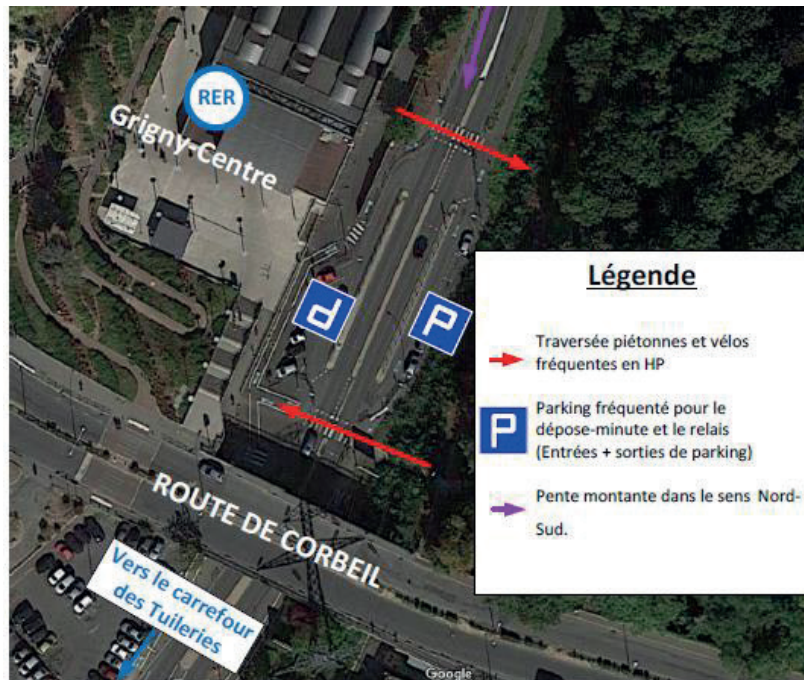 RER
Grigny-Centre
P
P
ROUTE DE CORBEIL
Vers le carrefour
des Tuileries
Google
Légende
Traversée piétonnes et vélos
fréquentes en HP
P
Parking fréquenté pour le
dépose-minute et le relais
(Entrées + sorties de parking)
Pente montante dans le sens Nord-
Sud.